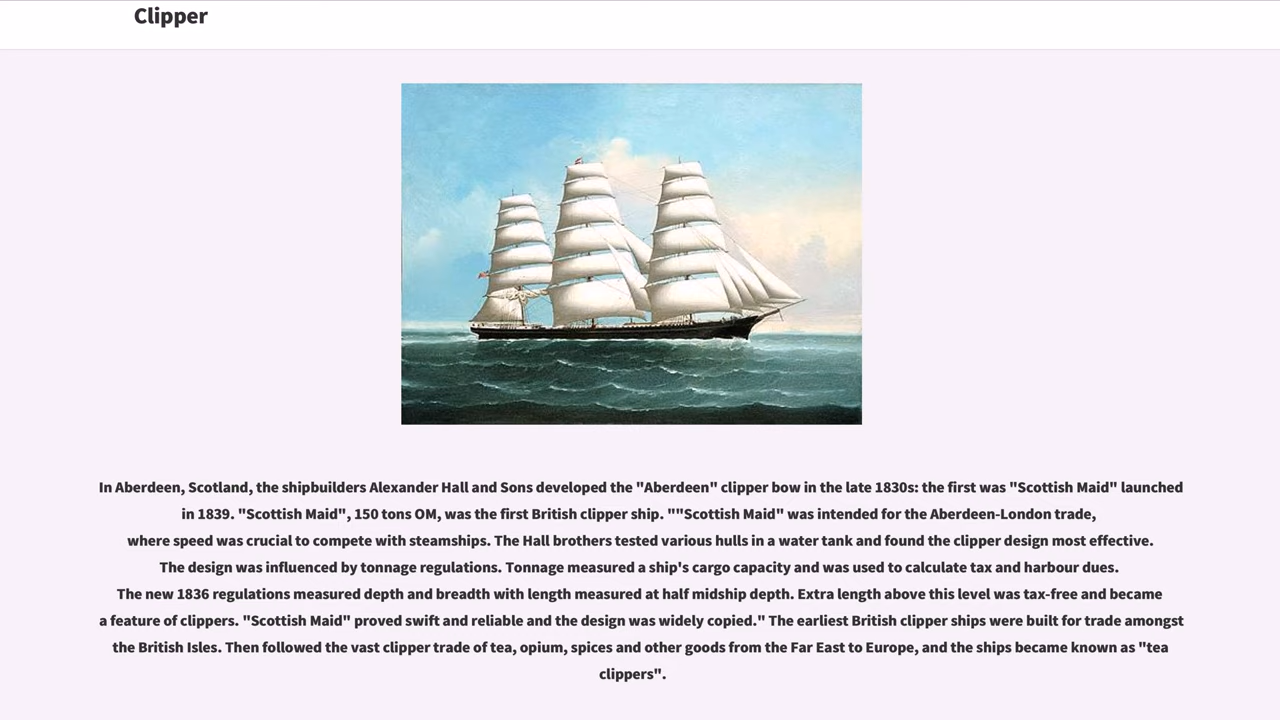 Clipper
In Aberdeen, Scotland, the shipbuilders Alexander Hall and Sons developed the "Aberdeen" clipper bow in the late 1830s: the first was "Scottish Maid" launched
in 1839. "Scottish Maid", 150 tons OM, was the first British clipper ship. ""Scottish Maid" was intended for the Aberdeen-London trade,
where speed was crucial to compete with steamships. The Hall brothers tested various hulls in a water tank and found the clipper design most effective.
The design was influenced by tonnage regulations. Tonnage measured a ship's cargo capacity and was used to calculate tax and harbour dues.
The new 1836 regulations measured depth and breadth with length measured at half midship depth. Extra length above this level was tax-free and became
a feature of clippers. "Scottish Maid" proved swift and reliable and the design was widely copied." The earliest British clipper ships were built for trade amongst
the British Isles. Then followed the vast clipper trade of tea, opium, spices and other goods from the Far East to Europe, and the ships became known as "tea
clippers".